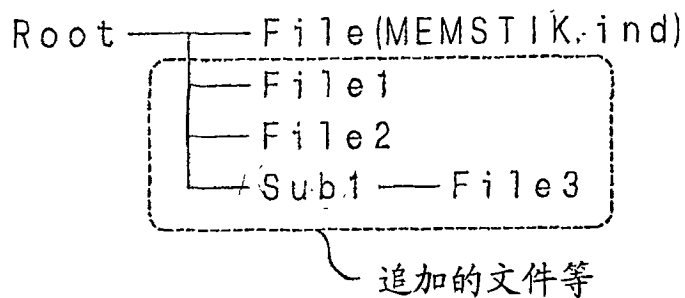 Root File(MEMSTIK.ind)
File1
File2
Sub1 File3
追加的文件等